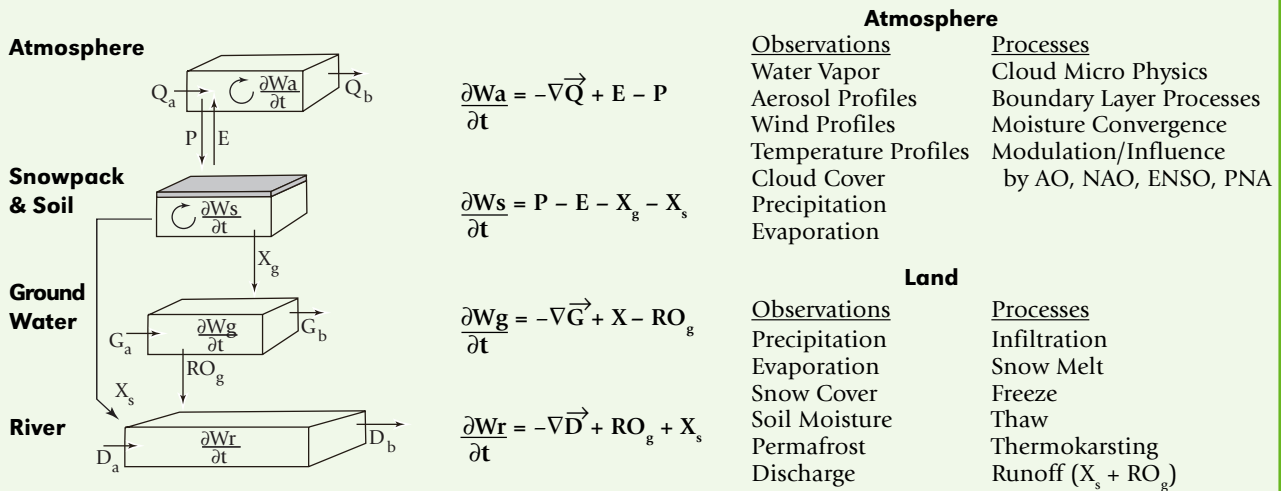 Atmosphere
Q_a
∂Wa
∂t
Q_b
P
E
Snowpack
& Soil
∂Ws
∂t
X_g
Ground
Water
G_a
∂Wg
∂t
G_b
RO_g
X_s
River
D_a
∂Wr
∂t
D_b
∂Wa/∂t = –∇Q⃗ + E – P
∂Ws/∂t = P – E – X_g – X_s
∂Wg/∂t = –∇G⃗ + X – RO_g
∂Wr/∂t = –∇D⃗ + RO_g + X_s
Atmosphere
Observations
Water Vapor
Aerosol Profiles
Wind Profiles
Temperature Profiles
Cloud Cover
Precipitation
Evaporation
Processes
Cloud Micro Physics
Boundary Layer Processes
Moisture Convergence
Modulation/Influence
by AO, NAO, ENSO, PNA
Land
Observations
Precipitation
Evaporation
Snow Cover
Soil Moisture
Permafrost
Discharge
Processes
Infiltration
Snow Melt
Freeze
Thaw
Thermokarsting
Runoff (X_s + RO_g)